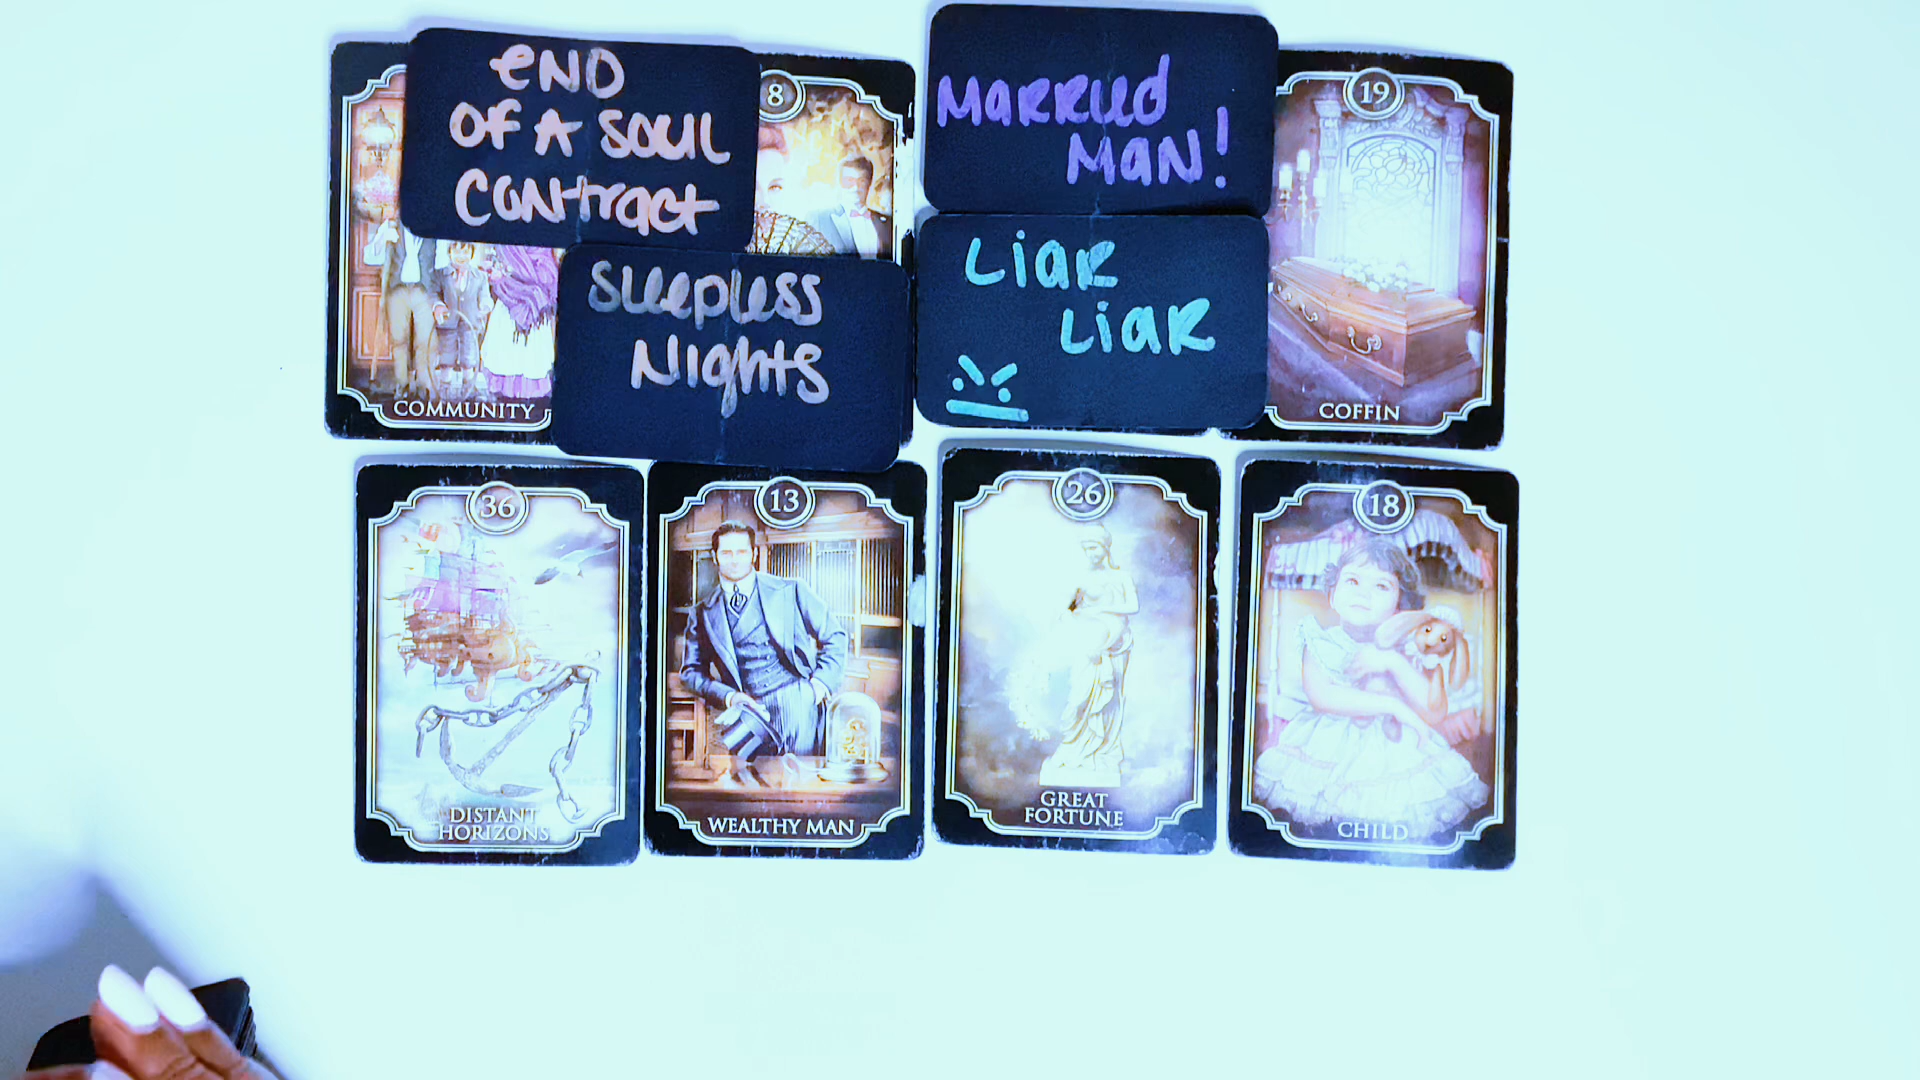 END
OF A SOUL
CONTRACT
8
MARRIED
MAN!
19
SLEEPLESS
NIGHTS
LIAR
LIAR
COMMUNITY
COFFIN
36
13
26
18
DISTANT
HORIZONS
WEALTHY MAN
GREAT
FORTUNE
CHILD